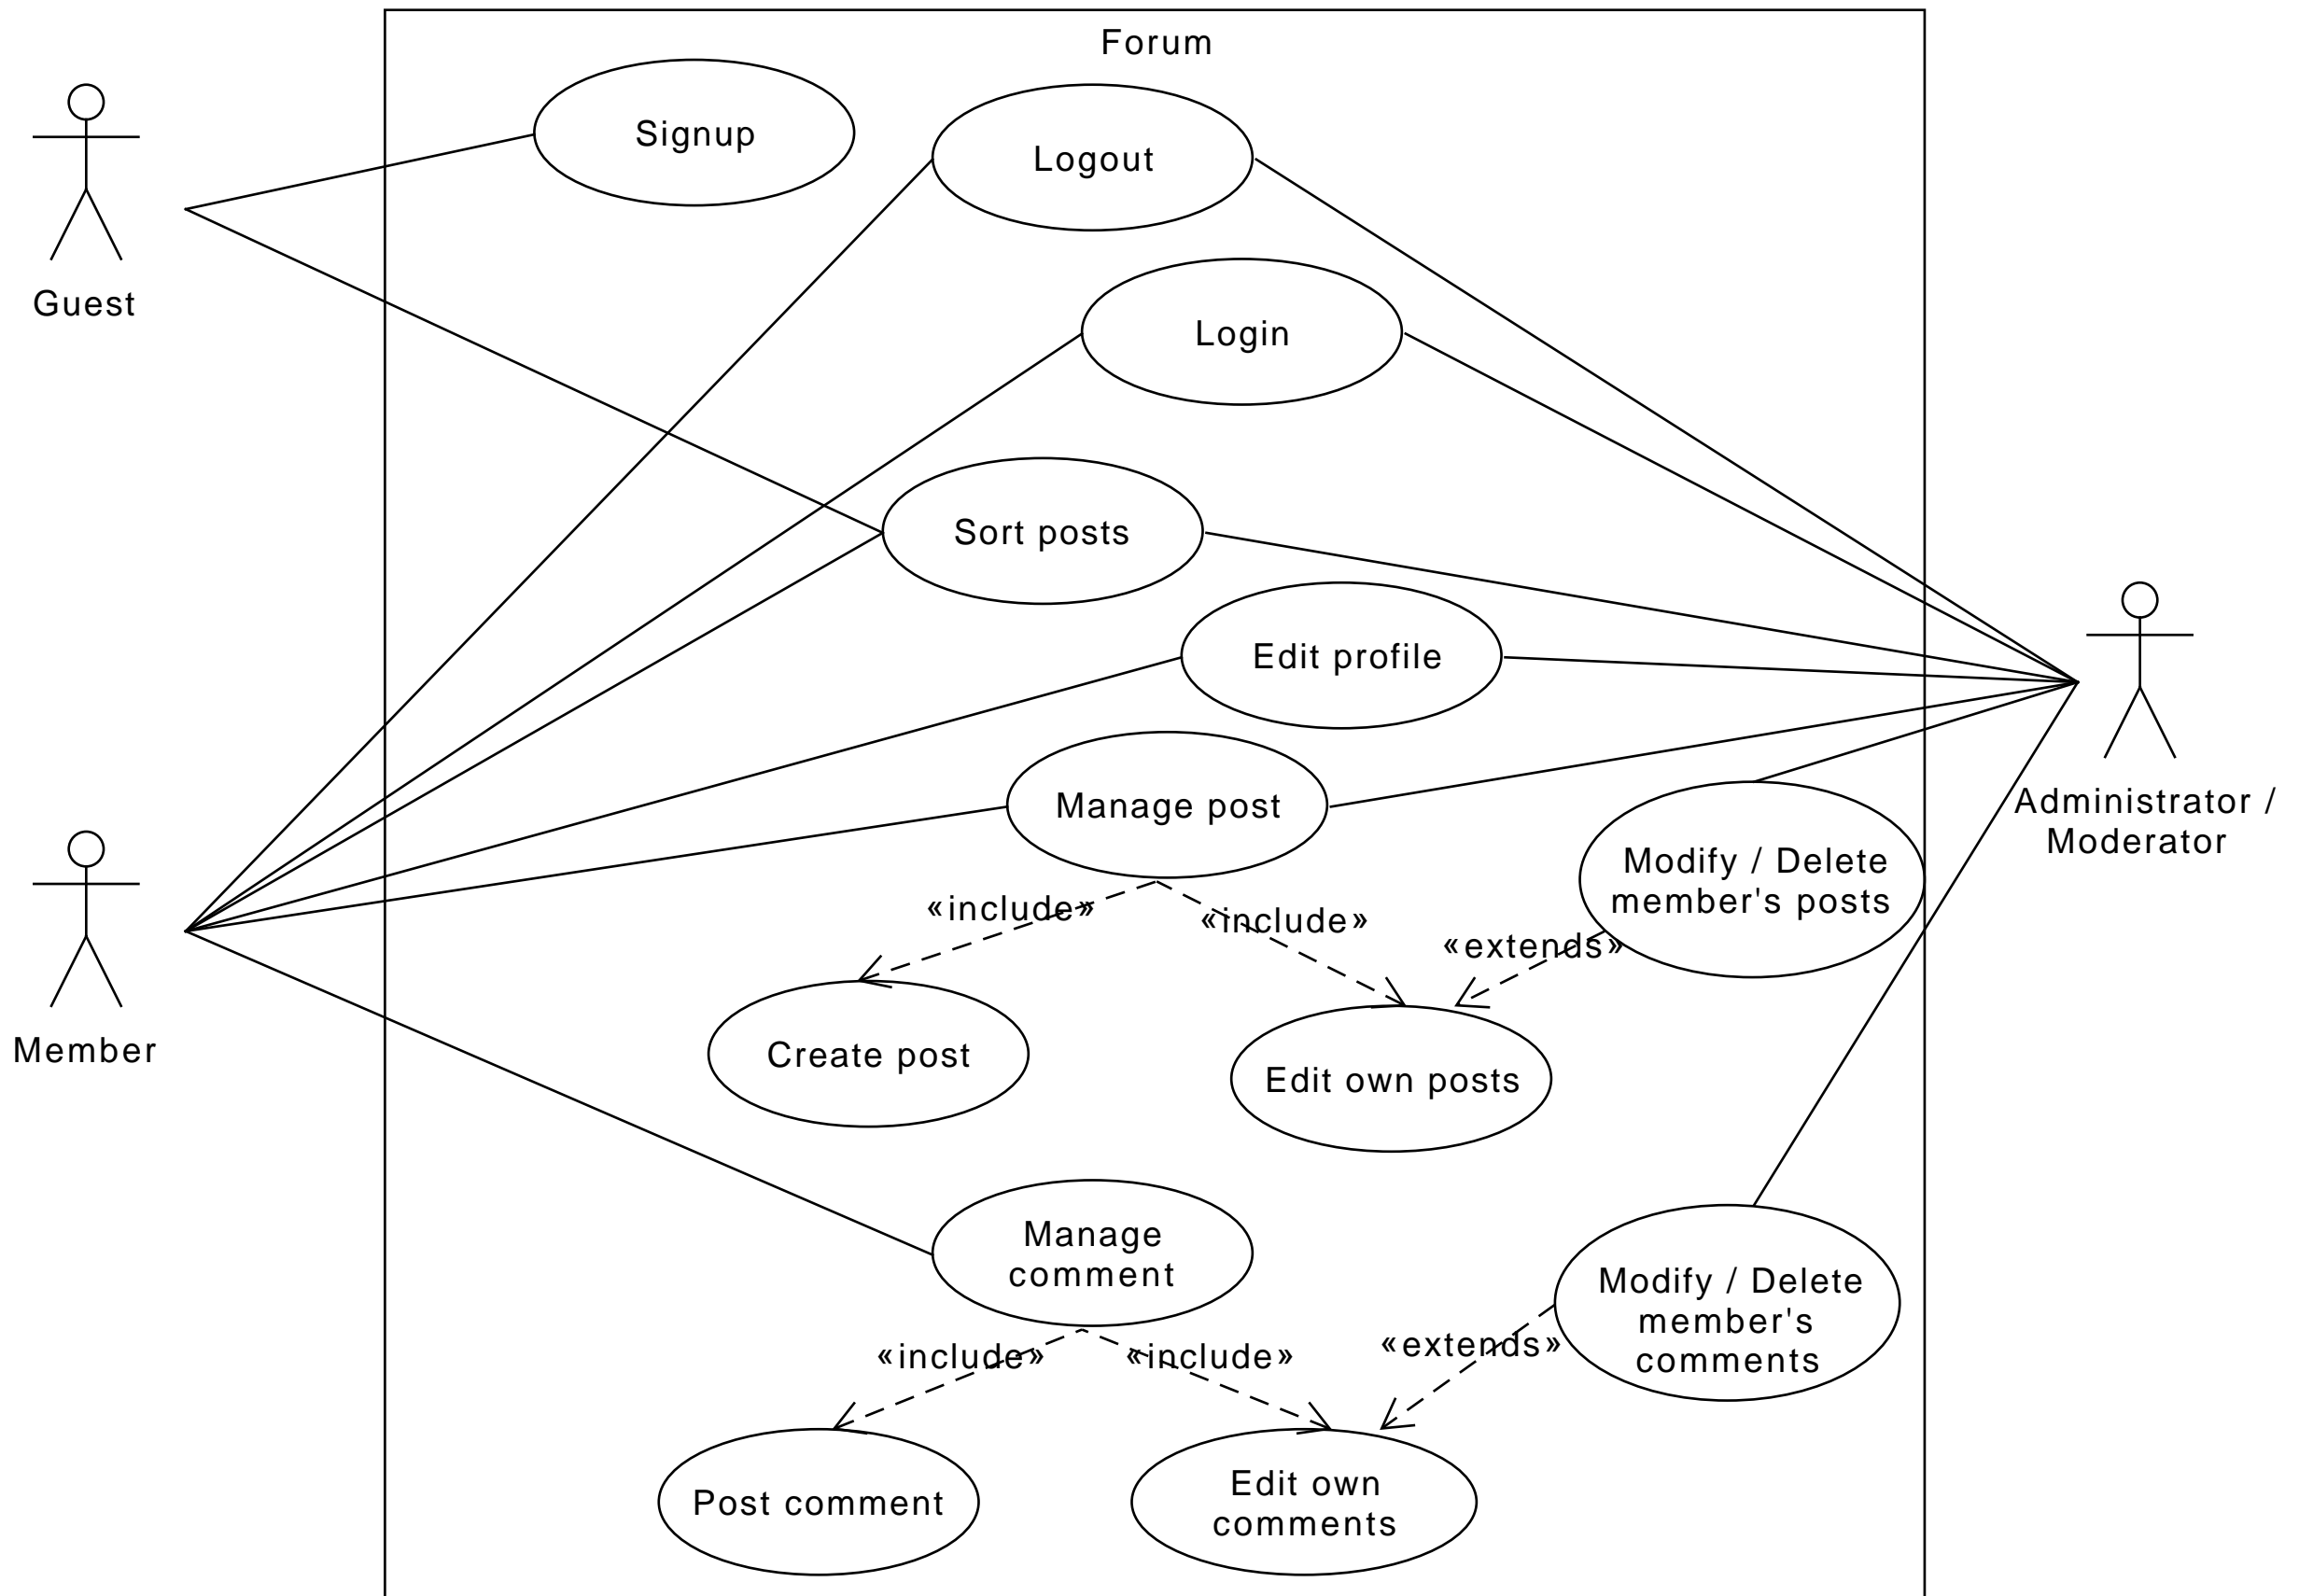 Forum
Signup
Logout
Guest
Login
Sort posts
Edit profile
Manage post
Administrator /
Moderator
Modify / Delete
member's posts
«include»
«include»
«extends»
Member
Create post
Edit own posts
Manage
comment
Modify / Delete
member's
comments
«include»
«include»
«extends»
Post comment
Edit own
comments